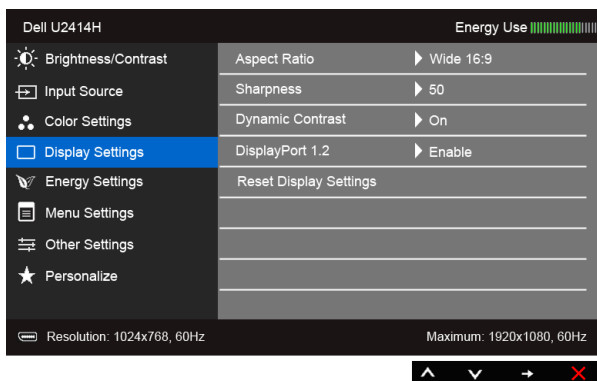 Dell U2414H Energy Use
Brightness/Contrast Aspect Ratio Wide 16:9
Input Source Sharpness 50
Color Settings Dynamic Contrast On
Display Settings DisplayPort 1.2 Enable
Energy Settings Reset Display Settings
Menu Settings
Other Settings
Personalize
Resolution: 1024x768, 60Hz Maximum: 1920x1080, 60Hz